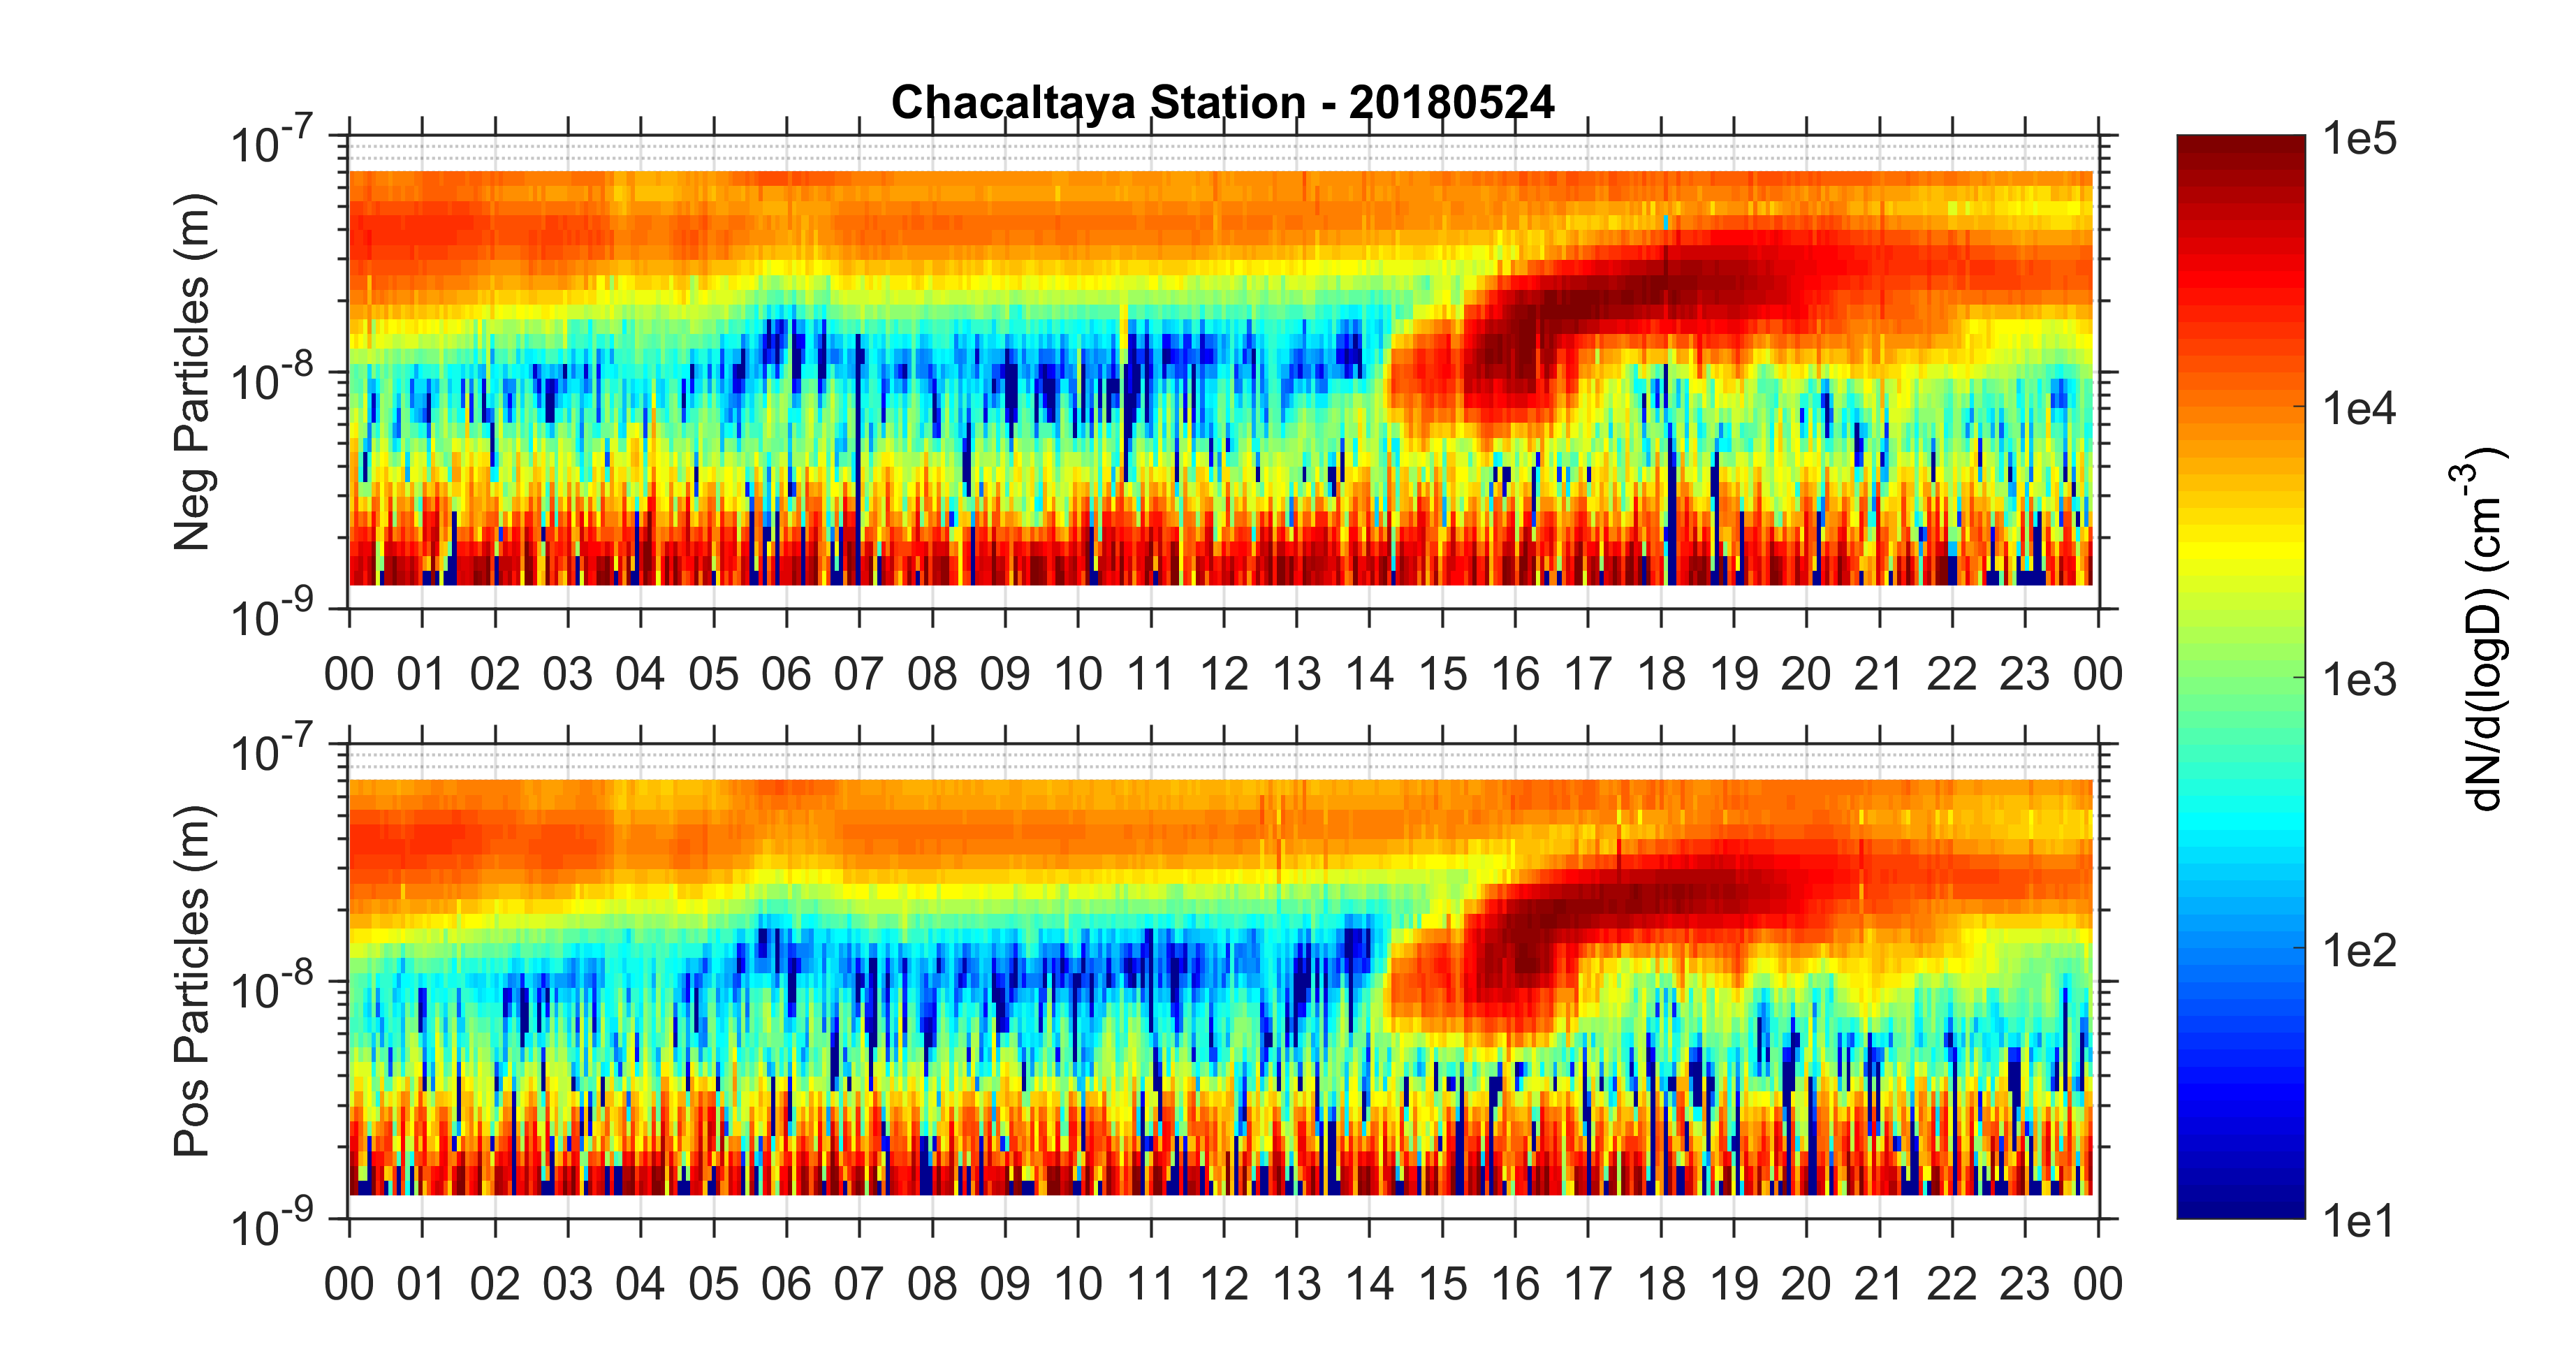 Chacaltaya Station - 20180524
10^-7
10^-8
10^-9
Neg Particles (m)
00 01 02 03 04 05 06 07 08 09 10 11 12 13 14 15 16 17 18 19 20 21 22 23 00
10^-7
10^-8
10^-9
Pos Particles (m)
00 01 02 03 04 05 06 07 08 09 10 11 12 13 14 15 16 17 18 19 20 21 22 23 00
1e5
1e4
1e3
1e2
1e1
dN/d(logD) (cm^-3)